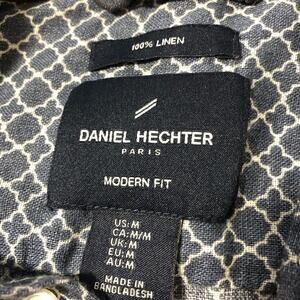 100% LINEN
DANIEL HECHTER
PARIS
MODERN FIT
US: M
CA: M/M
UK: M
EU: M
AU: M
MADE IN
BANGLADESH